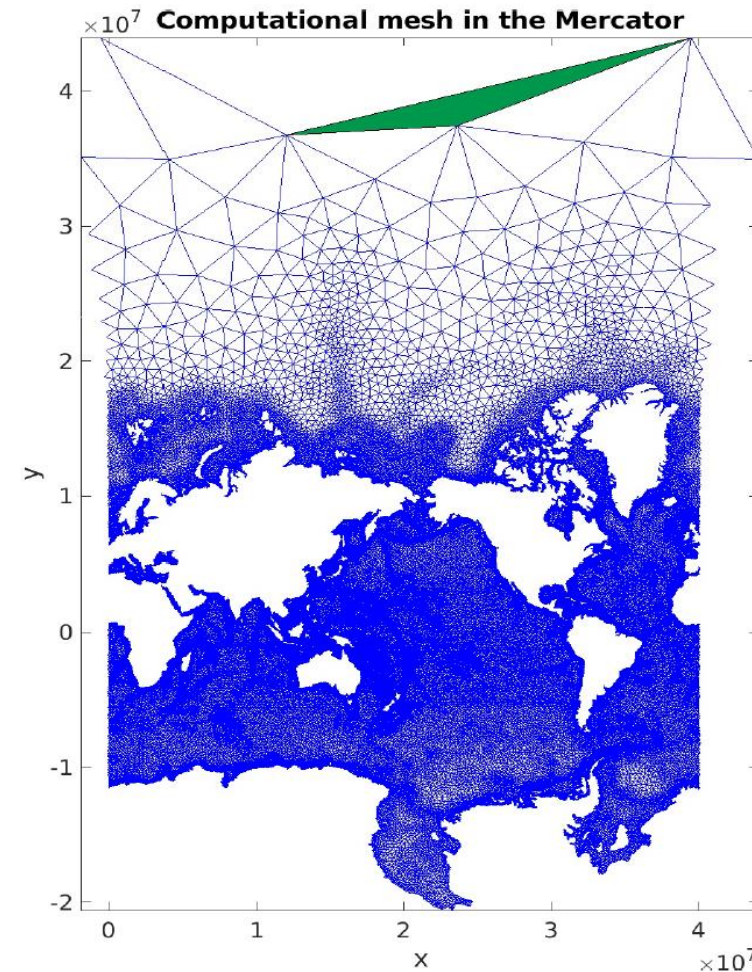 ×10⁷ Computational mesh in the Mercator
4
3
2
1
0
-1
-2
y
0 1 2 3 4
x ×10⁷